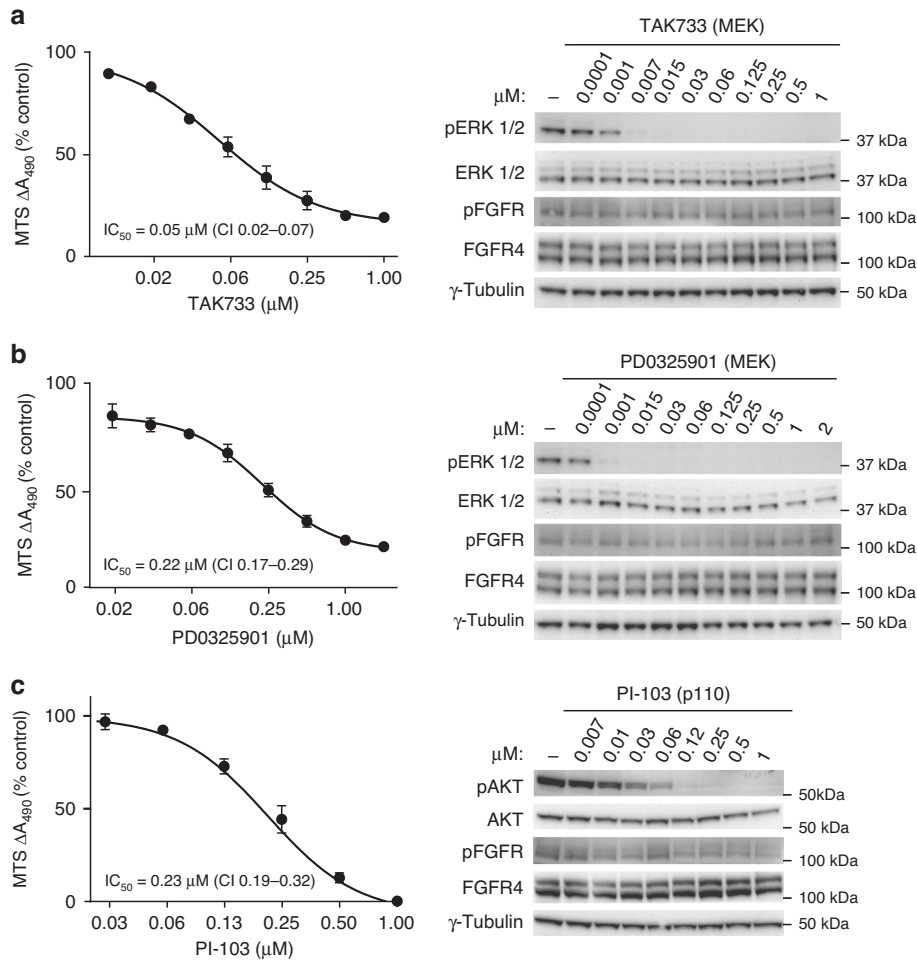 a
100
50
0
MTS ΔA490 (% control)
IC50 = 0.05 μM (CI 0.02–0.07)
0.02 0.06 0.25 1.00
TAK733 (μM)
TAK733 (MEK)
μM: – 0.0001 0.001 0.007 0.015 0.03 0.06 0.125 0.25 0.5 1
pERK 1/2 37 kDa
ERK 1/2 37 kDa
pFGFR 100 kDa
FGFR4 100 kDa
γ-Tubulin 50 kDa
b
100
50
0
MTS ΔA490 (% control)
IC50 = 0.22 μM (CI 0.17–0.29)
0.02 0.06 0.25 1.00
PD0325901 (μM)
PD0325901 (MEK)
μM: – 0.0001 0.001 0.015 0.03 0.06 0.125 0.25 0.5 1 2
pERK 1/2 37 kDa
ERK 1/2 37 kDa
pFGFR 100 kDa
FGFR4 100 kDa
γ-Tubulin 50 kDa
c
100
50
0
MTS ΔA490 (% control)
IC50 = 0.23 μM (CI 0.19–0.32)
0.03 0.06 0.13 0.25 0.50 1.00
PI-103 (μM)
PI-103 (p110)
μM: – 0.007 0.01 0.03 0.06 0.12 0.25 0.5 1
pAKT 50kDa
AKT 50 kDa
pFGFR 100 kDa
FGFR4 100 kDa
γ-Tubulin 50 kDa